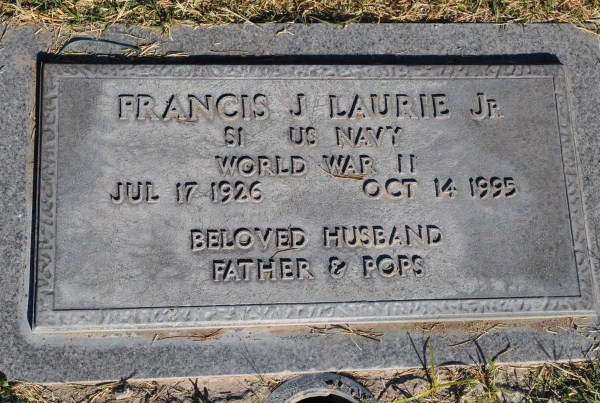 FRANCIS J LAURIE JR
S1 US NAVY
WORLD WAR II
JUL 17 1926 OCT 14 1995
BELOVED HUSBAND
FATHER & POPS